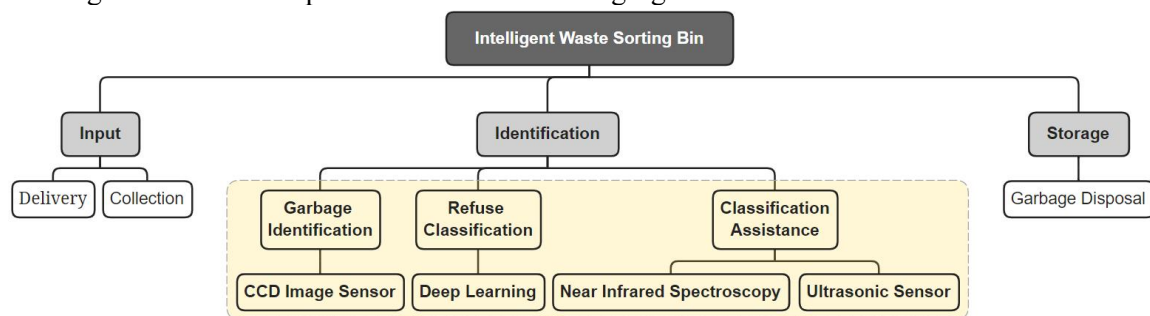 Intelligent Waste Sorting Bin
Input
Identification
Storage
Delivery
Collection
Garbage Disposal
Garbage
Identification
Refuse
Classification
Classification
Assistance
CCD Image Sensor
Deep Learning
Near Infrared Spectroscopy
Ultrasonic Sensor